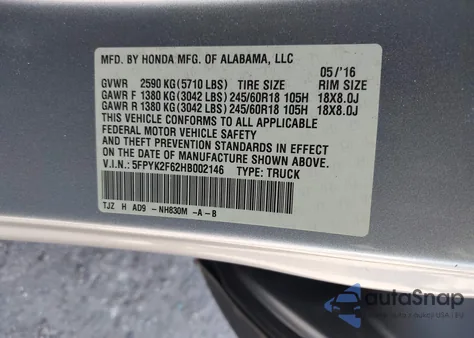 MFD. BY HONDA MFG. OF ALABAMA, LLC
05/'16
GVWR 2590 KG (5710 LBS) TIRE SIZE RIM SIZE
GAWR F 1380 KG (3042 LBS) 245/60R18 105H 18X8.0J
GAWR R 1380 KG (3042 LBS) 245/60R18 105H 18X8.0J
THIS VEHICLE CONFORMS TO ALL APPLICABLE
FEDERAL MOTOR VEHICLE SAFETY
AND THEFT PREVENTION STANDARDS IN EFFECT
ON THE DATE OF MANUFACTURE SHOWN ABOVE.
V.I.N.: 5FPYK2F62HB002146 TYPE: TRUCK
TJZ H AD9 -NH830M -A-B
autoSnap